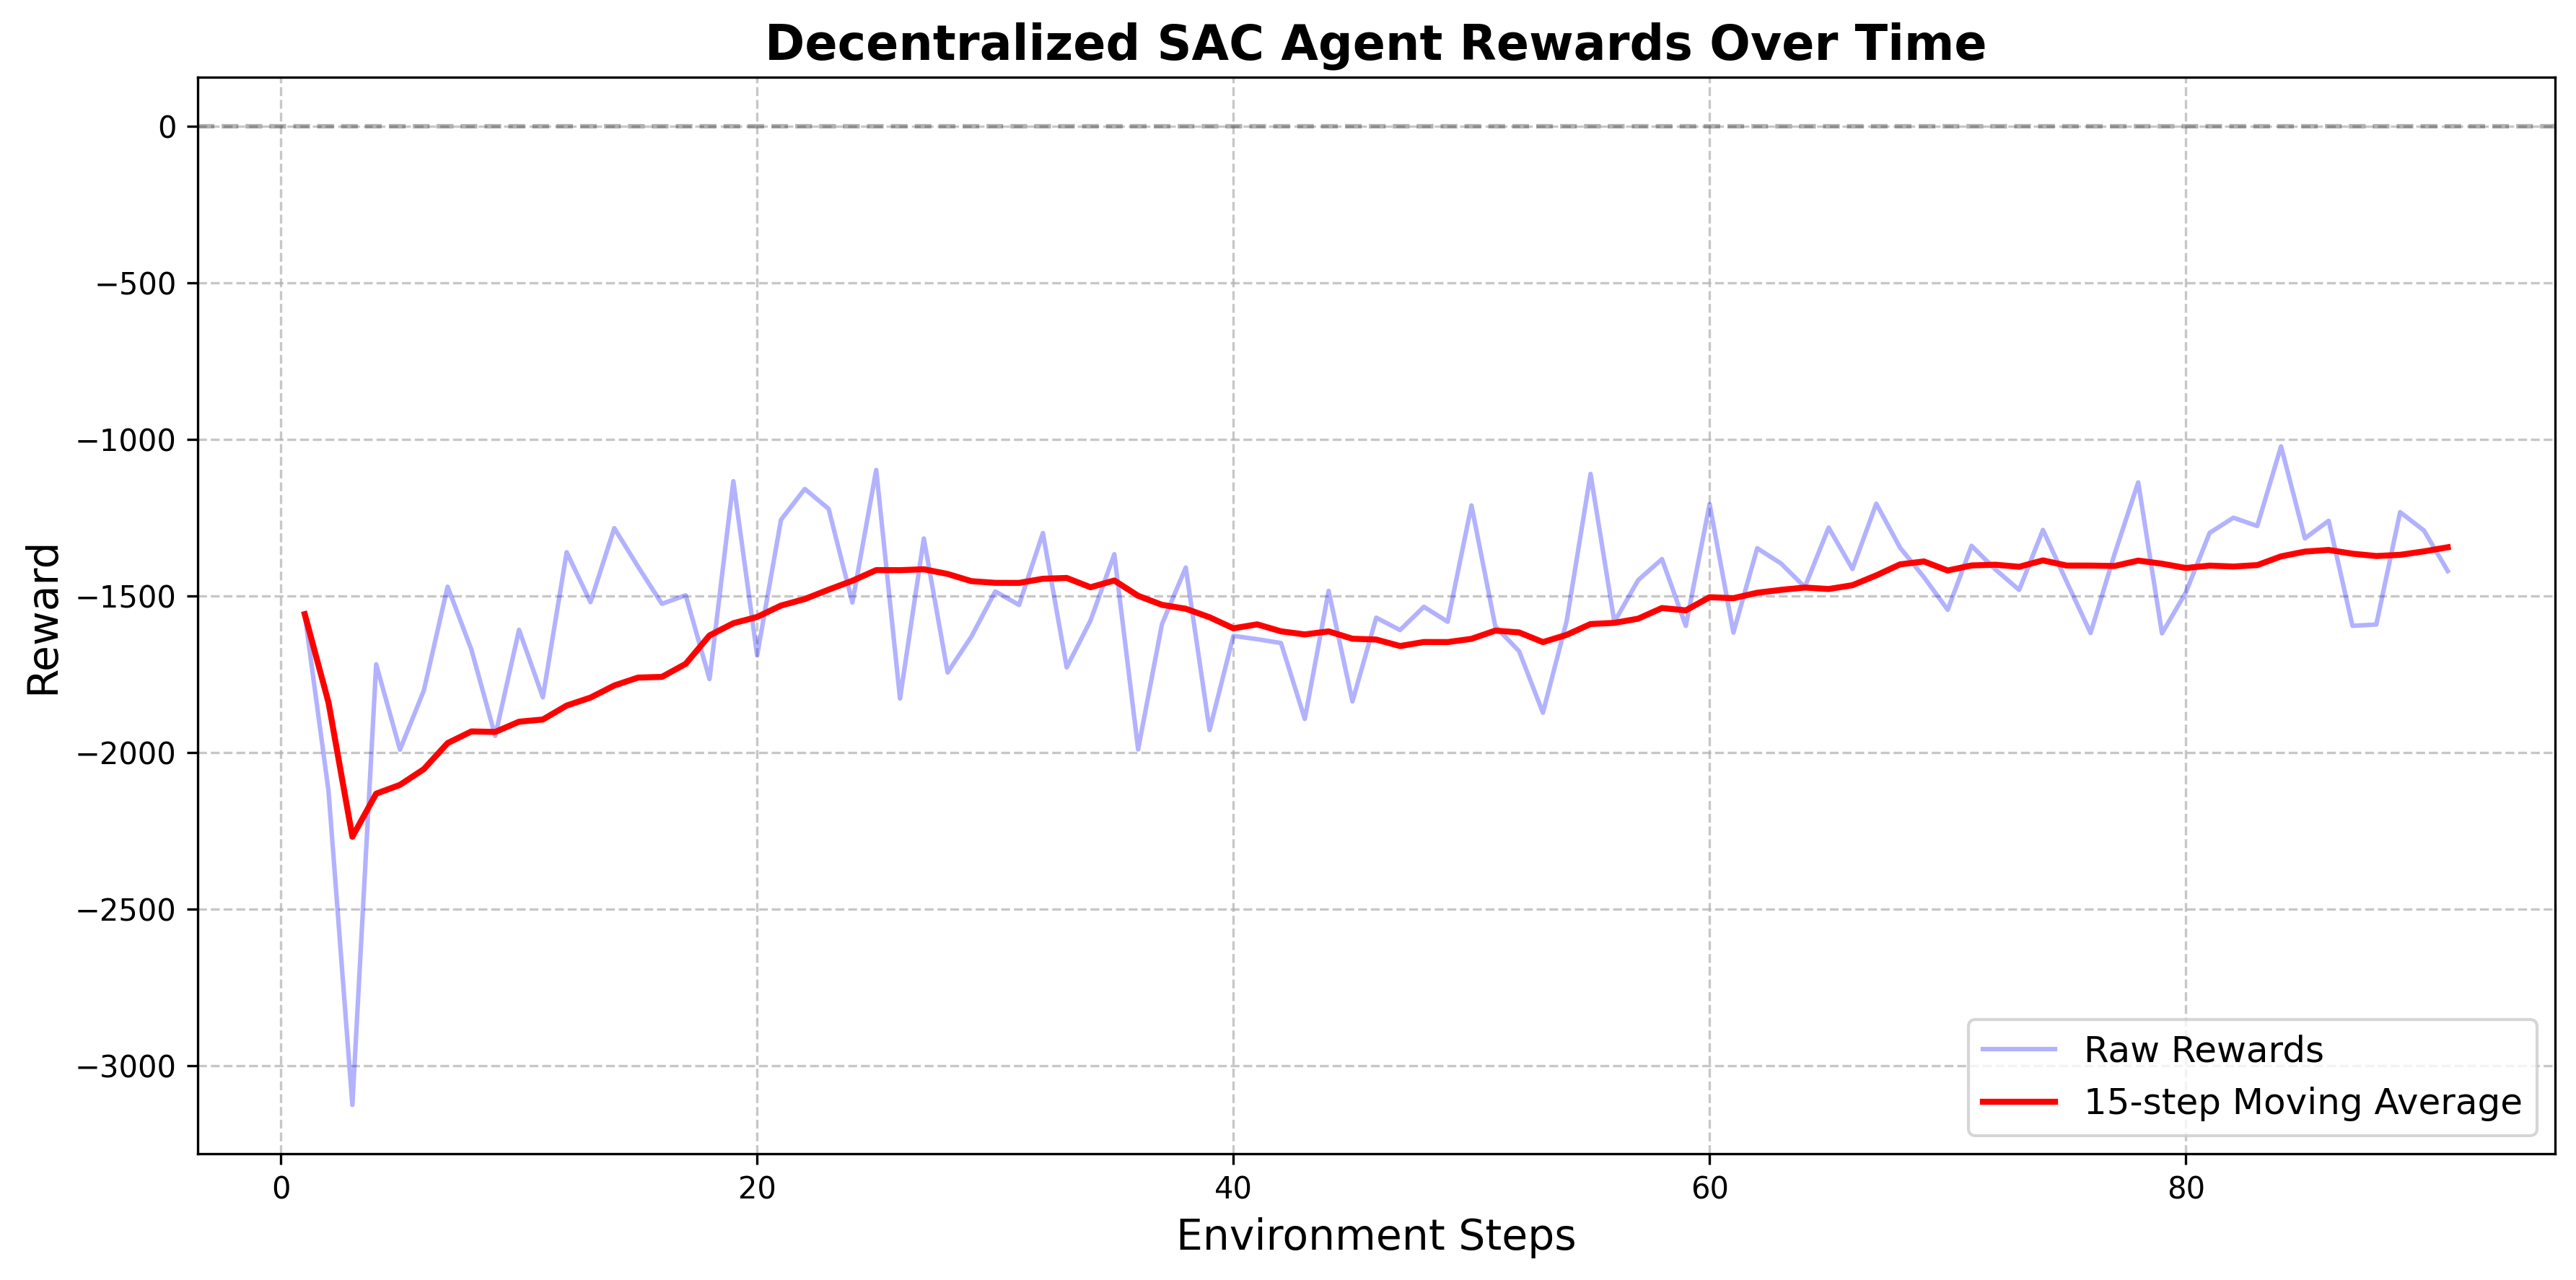 Decentralized SAC Agent Rewards Over Time
0
−500
−1000
−1500
−2000
−2500
−3000
Reward
0 20 40 60 80
Environment Steps
Raw Rewards
15-step Moving Average